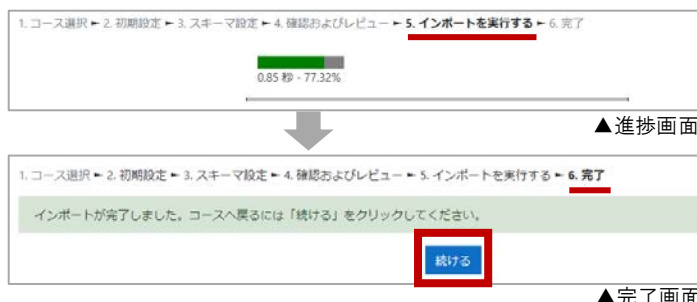 1. コース選択 ► 2. 初期設定 ► 3. スキーマ設定 ► 4. 確認およびレビュー ► 5. インポートを実行する ► 6. 完了
0.85 秒 - 77.32%
▲進捗画面
1. コース選択 ► 2. 初期設定 ► 3. スキーマ設定 ► 4. 確認およびレビュー ► 5. インポートを実行する ► 6. 完了
インポートが完了しました。コースへ戻るには「続ける」をクリックしてください。
続ける
▲完了画面